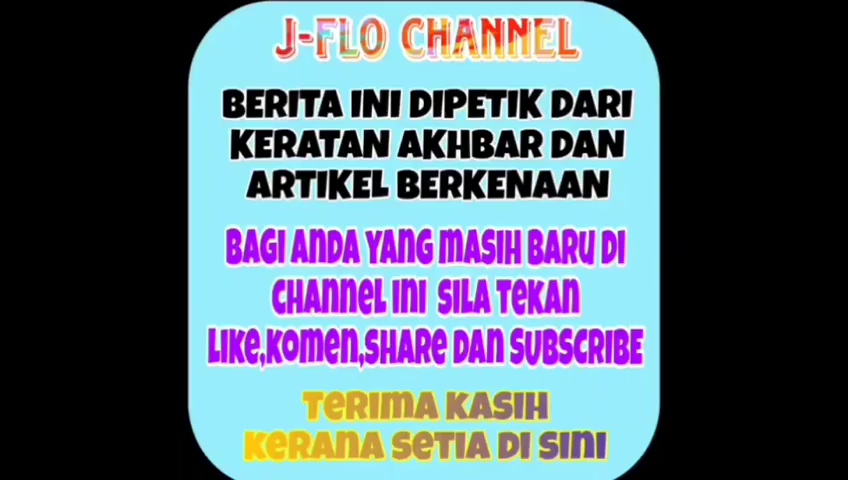 J-FLO CHANNEL
BERITA INI DIPETIK DARI
KERATAN AKHBAR DAN
ARTIKEL BERKENAAN
BAGI ANDA YANG MASIH BARU DI
CHANNEL INI SILA TEKAN
LIKE,KOMEN,SHARE DAN SUBSCRIBE
TERIMA KASIH
KERANA SETIA DI SINI